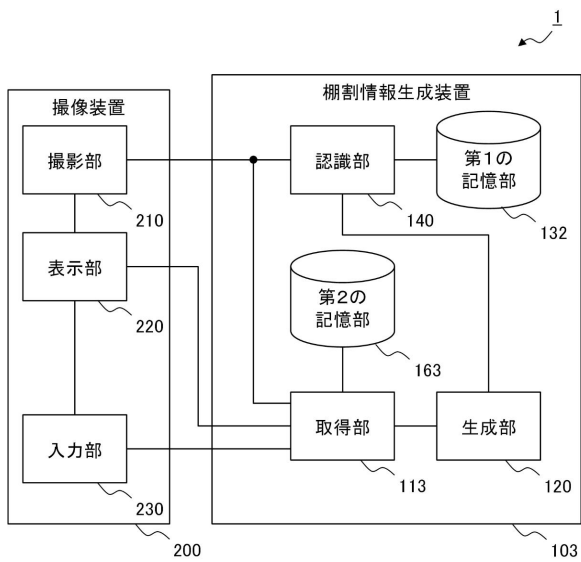 1
撮像装置
棚割情報生成装置
撮影部
210
認識部
140
第1の
記憶部
132
表示部
220
第2の
記憶部
163
入力部
230
取得部
113
生成部
120
200
103